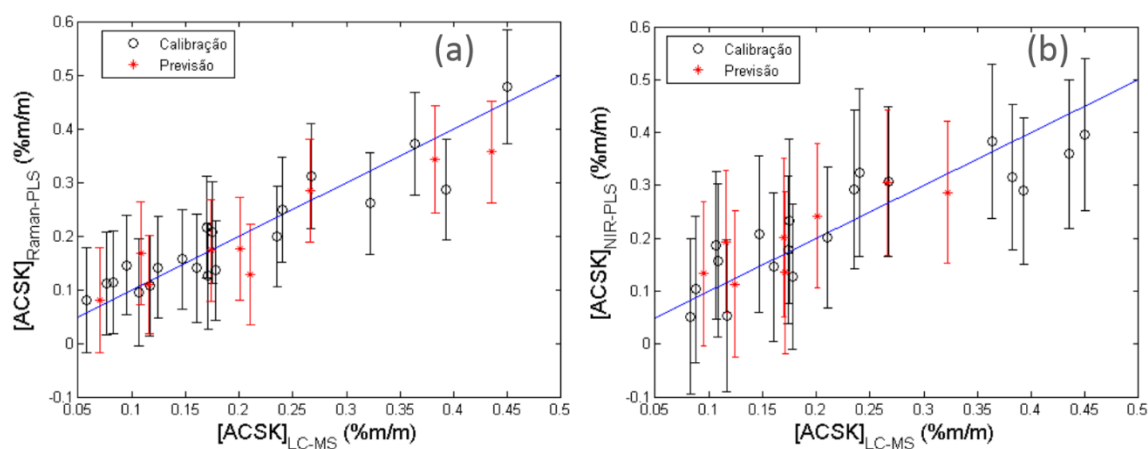 (a)
Calibração
Previsão
[ACSK]Raman-PLS (%m/m)
0.6
0.5
0.4
0.3
0.2
0.1
0
-0.1
0.05 0.1 0.15 0.2 0.25 0.3 0.35 0.4 0.45 0.5
[ACSK]LC-MS (%m/m)
(b)
Calibração
Previsão
[ACSK]NIR-PLS (%m/m)
0.6
0.5
0.4
0.3
0.2
0.1
0
-0.1
0.05 0.1 0.15 0.2 0.25 0.3 0.35 0.4 0.45 0.5
[ACSK]LC-MS (%m/m)